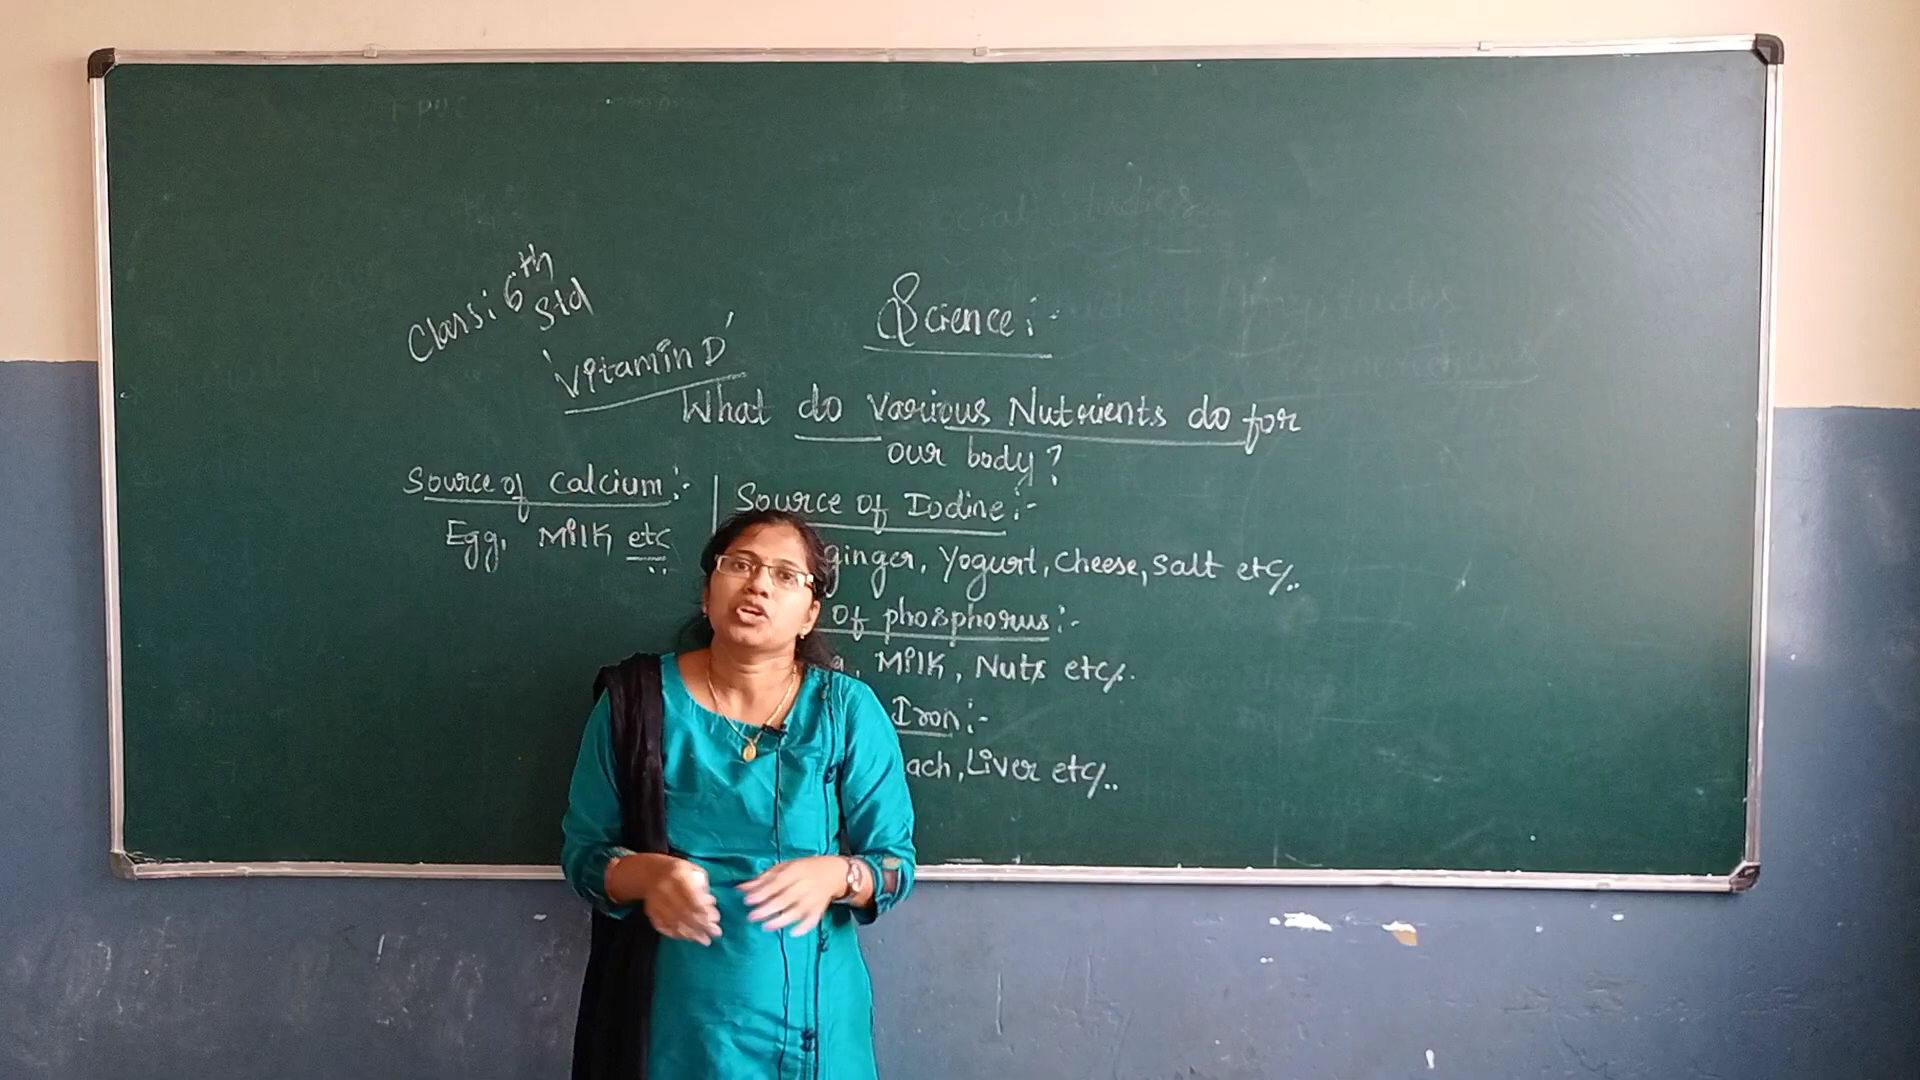 Class: 6th
Std
'Vitamin D'
Science:-
What do various Nutrients do for
our body?
Source of Calcium:-
Egg, Milk etc
Source of Iodine:-
ginger, Yogurt, Cheese, Salt etc..
of phosphorus:-
Milk, Nuts etc..
Iron:-
ach, Liver etc..